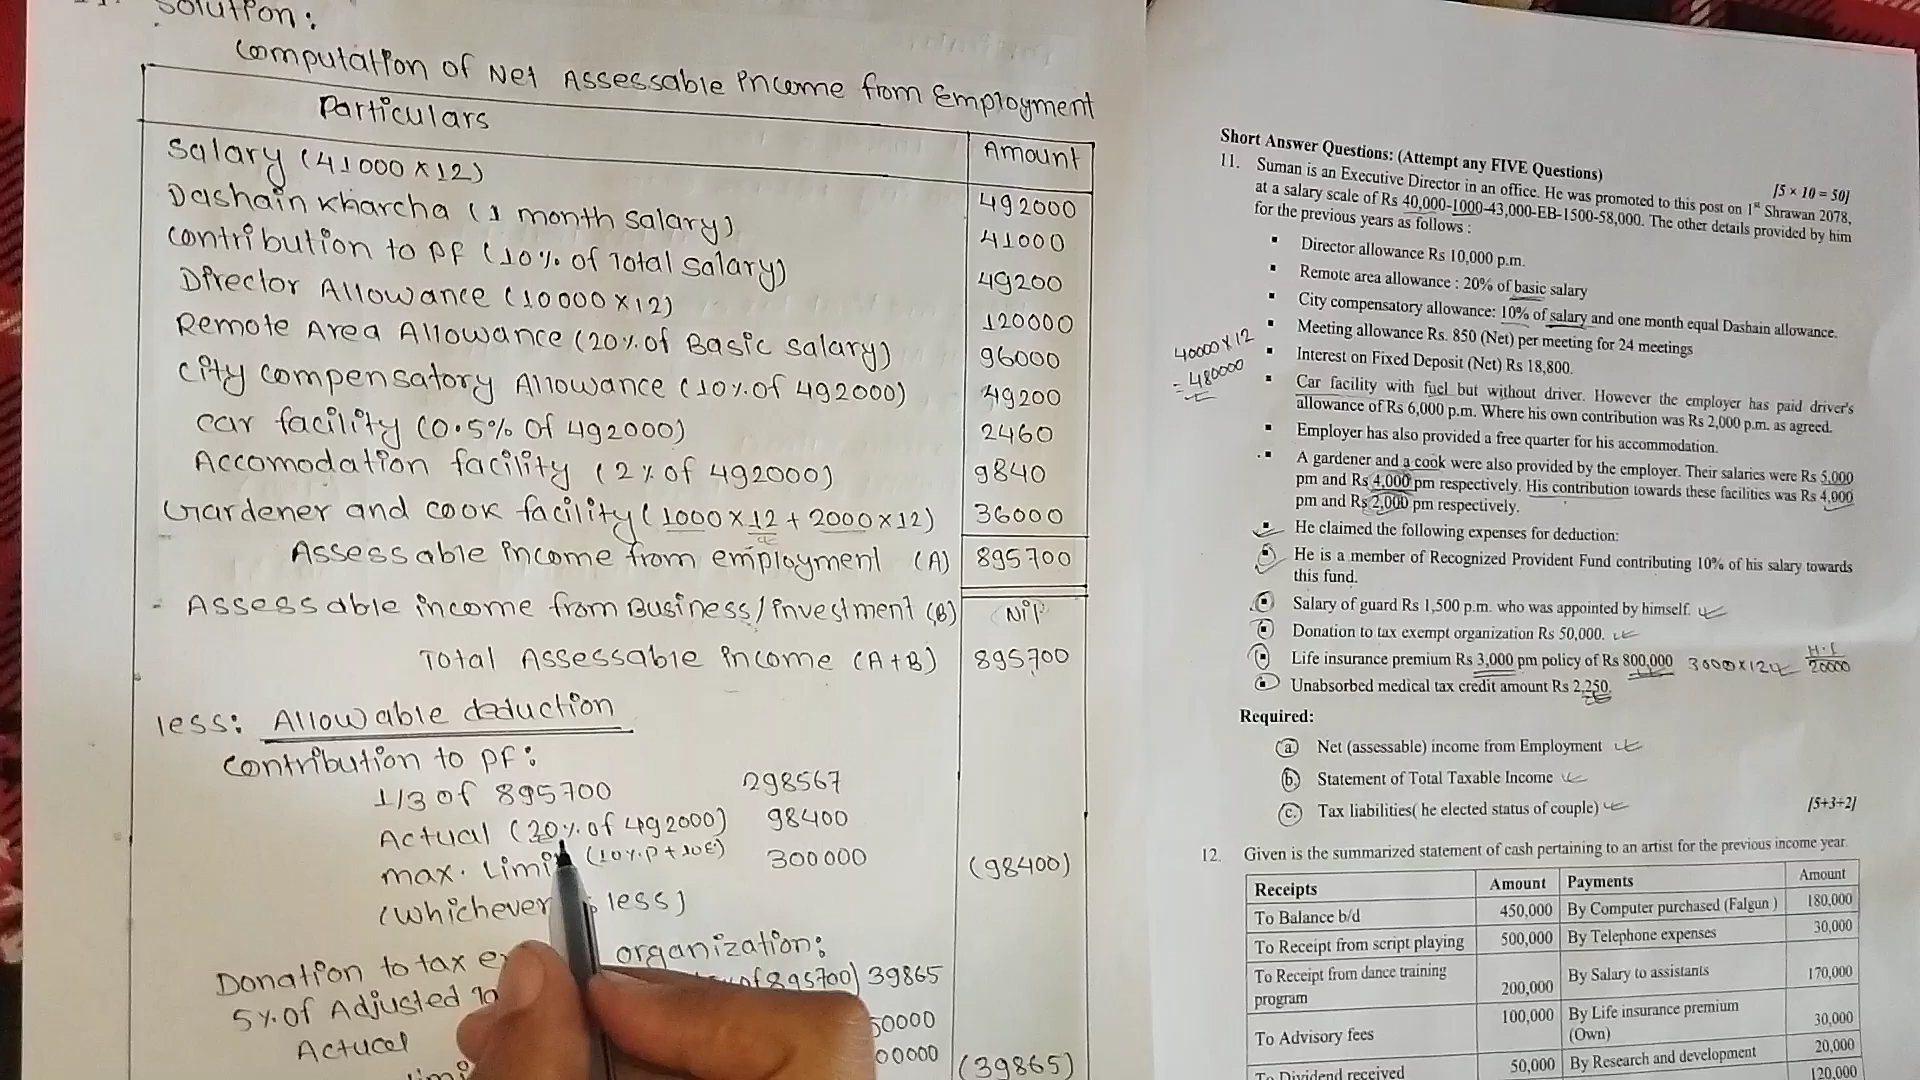 Solution:
Computation of Net Assessable Income from Employment
Particulars
Amount
Salary (41000 × 12)
492000
Dashain kharcha (1 month salary)
41000
Contribution to PF (10% of Total salary)
49200
Director Allowance (10000 × 12)
120000
Remote Area Allowance (20% of Basic salary)
96000
City compensatory Allowance (10% of 492000)
49200
Car facility (0.5% of 492000)
2460
Accomodation facility (2% of 492000)
9840
Gardener and cook facility (1000 × 12 + 2000 × 12)
36000
Assessable income from employment (A)
895700
Assessable income from Business/investment (B)
Nil
Total Assessable Income (A+B)
895700
less: Allowable deduction
Contribution to PF:
1/3 of 895700 298567
Actual (20% of 492000) 98400
(10%.P + 10E)
300000 (98400)
less)
Donation to tax organization:
5% of Adjusted of 895700) 39865
Actual 50000
00000 (39865)
Short Answer Questions: (Attempt any FIVE Questions)
[5 × 10 = 50]
11. Suman is an Executive Director in an office. He was promoted to this post on 1st Shrawan 2078,
at a salary scale of Rs 40,000-1000-43,000-EB-1500-58,000. The other details provided by him
for the previous years as follows :
▪ Director allowance Rs 10,000 p.m.
▪ Remote area allowance : 20% of basic salary
▪ City compensatory allowance: 10% of salary and one month equal Dashain allowance.
▪ Meeting allowance Rs. 850 (Net) per meeting for 24 meetings
▪ Interest on Fixed Deposit (Net) Rs 18,800.
40000 × 12
= 480000
▪ Car facility with fuel but without driver. However the employer has paid driver's
allowance of Rs 6,000 p.m. Where his own contribution was Rs 2,000 p.m. as agreed.
▪ Employer has also provided a free quarter for his accommodation.
▪ A gardener and a cook were also provided by the employer. Their salaries were Rs 5,000
pm and Rs 4,000 pm respectively. His contribution towards these facilities was Rs 4,000
pm and Rs 2,000 pm respectively.
▪ He claimed the following expenses for deduction:
▪ He is a member of Recognized Provident Fund contributing 10% of his salary towards
this fund.
▪ Salary of guard Rs 1,500 p.m. who was appointed by himself.
▪ Donation to tax exempt organization Rs 50,000.
▪ Life insurance premium Rs 3,000 pm policy of Rs 800,000 3000×12 H.I 20000
▪ Unabsorbed medical tax credit amount Rs 2,250.
Required:
(a) Net (assessable) income from Employment
(b) Statement of Total Taxable Income
(c) Tax liabilities( he elected status of couple)
[5+3+2]
12. Given is the summarized statement of cash pertaining to an artist for the previous income year.
Receipts Amount Payments Amount
To Balance b/d 450,000 By Computer purchased (Falgun ) 180,000
To Receipt from script playing 500,000 By Telephone expenses 30,000
To Receipt from dance training program 200,000 By Salary to assistants 170,000
To Advisory fees 100,000 By Life insurance premium (Own) 30,000
To Dividend received 50,000 By Research and development 20,000
120,000